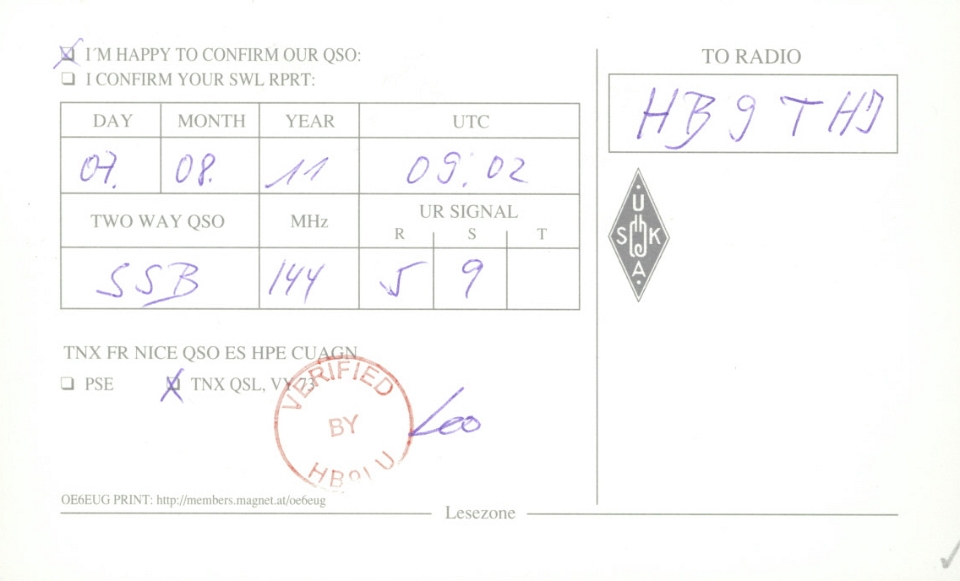 I´M HAPPY TO CONFIRM OUR QSO:
I CONFIRM YOUR SWL RPRT:
DAY MONTH YEAR UTC
07. 08. 11 09.02
TWO WAY QSO MHz UR SIGNAL
R S T
SSB 144 5 9
TNX FR NICE QSO ES HPE CUAGN
PSE TNX QSL, VY 73
VERIFIED
BY
Leo
OE6EUG PRINT: http://members.magnet.at/oe6eug
Lesezone
TO RADIO
HB9THJ
U
S K
A